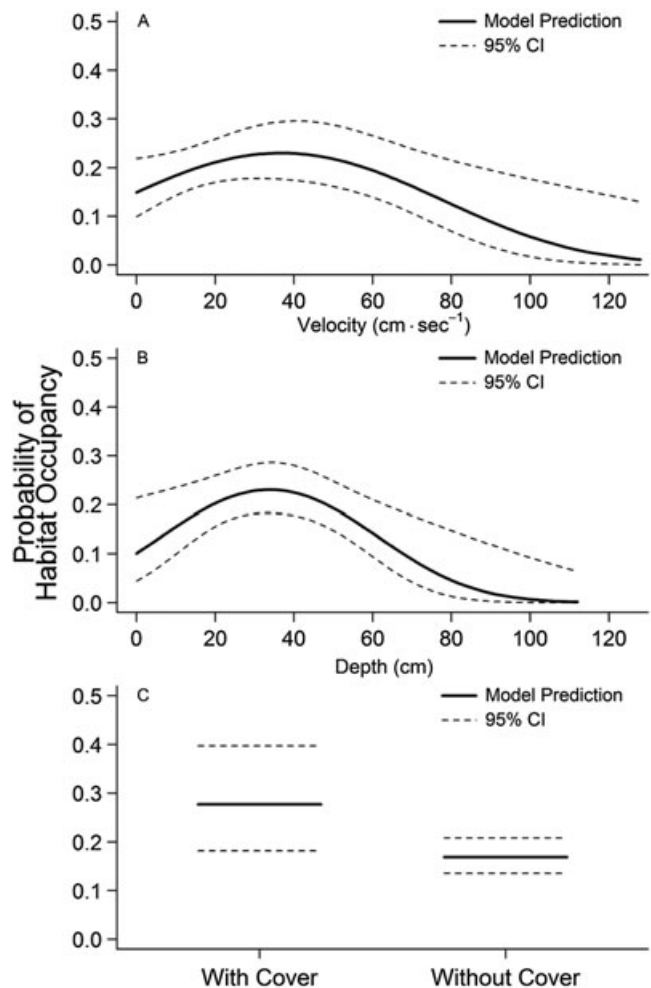 A
Model Prediction
95% CI
0.5
0.4
0.3
0.2
0.1
0.0
0 20 40 60 80 100 120
Velocity (cm · sec⁻¹)
B
Model Prediction
95% CI
0.5
0.4
0.3
0.2
0.1
0.0
0 20 40 60 80 100 120
Depth (cm)
Probability of
Habitat Occupancy
C
Model Prediction
95% CI
0.5
0.4
0.3
0.2
0.1
0.0
With Cover Without Cover